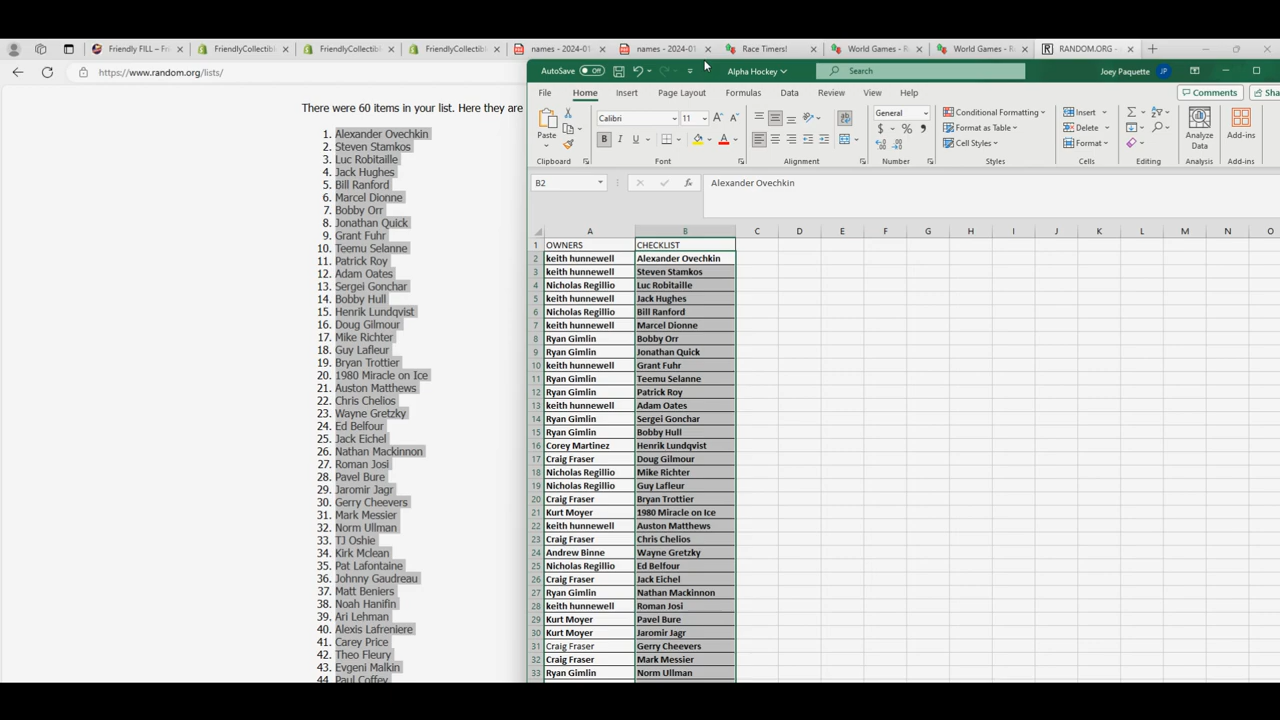 Friendly FILL – Fri
FriendlyCollectibl
FriendlyCollectibl
FriendlyCollectibl
names - 2024-01
names - 2024-01
Race Timers!
World Games - R
World Games - R
RANDOM.ORG -
https://www.random.org/lists/
There were 60 items in your list. Here they are
1. Alexander Ovechkin
2. Steven Stamkos
3. Luc Robitaille
4. Jack Hughes
5. Bill Ranford
6. Marcel Dionne
7. Bobby Orr
8. Jonathan Quick
9. Grant Fuhr
10. Teemu Selanne
11. Patrick Roy
12. Adam Oates
13. Sergei Gonchar
14. Bobby Hull
15. Henrik Lundqvist
16. Doug Gilmour
17. Mike Richter
18. Guy Lafleur
19. Bryan Trottier
20. 1980 Miracle on Ice
21. Auston Matthews
22. Chris Chelios
23. Wayne Gretzky
24. Ed Belfour
25. Jack Eichel
26. Nathan Mackinnon
27. Roman Josi
28. Pavel Bure
29. Jaromir Jagr
30. Gerry Cheevers
31. Mark Messier
32. Norm Ullman
33. TJ Oshie
34. Kirk Mclean
35. Pat Lafontaine
36. Johnny Gaudreau
37. Matt Beniers
38. Noah Hanifin
39. Ari Lehman
40. Alexis Lafreniere
41. Carey Price
42. Theo Fleury
43. Evgeni Malkin
44. Paul Coffey
AutoSave Off Alpha Hockey Search Joey Paquette JP
File Home Insert Page Layout Formulas Data Review View Help Comments Sha
Paste Calibri 11 B I U General $ % Conditional Formatting Format as Table Cell Styles Insert Delete Format Analyze Data Add-ins
Clipboard Font Alignment Number Styles Cells Editing Add-ins
B2 fx Alexander Ovechkin
A B C D E F G H I J K L M N O
1 OWNERS CHECKLIST
2 keith hunnewell Alexander Ovechkin
3 keith hunnewell Steven Stamkos
4 Nicholas Regillio Luc Robitaille
5 keith hunnewell Jack Hughes
6 Nicholas Regillio Bill Ranford
7 keith hunnewell Marcel Dionne
8 Ryan Gimlin Bobby Orr
9 Ryan Gimlin Jonathan Quick
10 keith hunnewell Grant Fuhr
11 Ryan Gimlin Teemu Selanne
12 Ryan Gimlin Patrick Roy
13 keith hunnewell Adam Oates
14 Ryan Gimlin Sergei Gonchar
15 Ryan Gimlin Bobby Hull
16 Corey Martinez Henrik Lundqvist
17 Craig Fraser Doug Gilmour
18 Nicholas Regillio Mike Richter
19 Nicholas Regillio Guy Lafleur
20 Craig Fraser Bryan Trottier
21 Kurt Moyer 1980 Miracle on Ice
22 keith hunnewell Auston Matthews
23 Craig Fraser Chris Chelios
24 Andrew Binne Wayne Gretzky
25 Nicholas Regillio Ed Belfour
26 Craig Fraser Jack Eichel
27 Ryan Gimlin Nathan Mackinnon
28 keith hunnewell Roman Josi
29 Kurt Moyer Pavel Bure
30 Kurt Moyer Jaromir Jagr
31 Craig Fraser Gerry Cheevers
32 Craig Fraser Mark Messier
33 Ryan Gimlin Norm Ullman